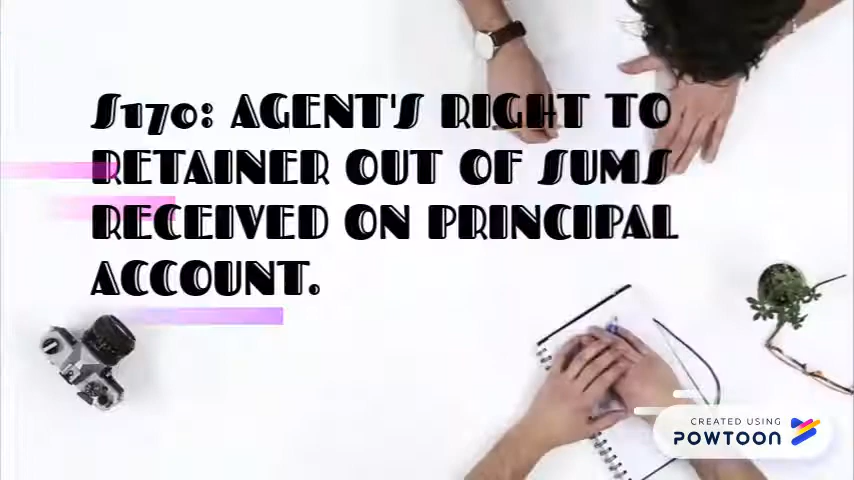 S170: AGENT'S RIGHT TO
RETAINER OUT OF SUMS
RECEIVED ON PRINCIPAL
ACCOUNT.
CREATED USING
POWTOON